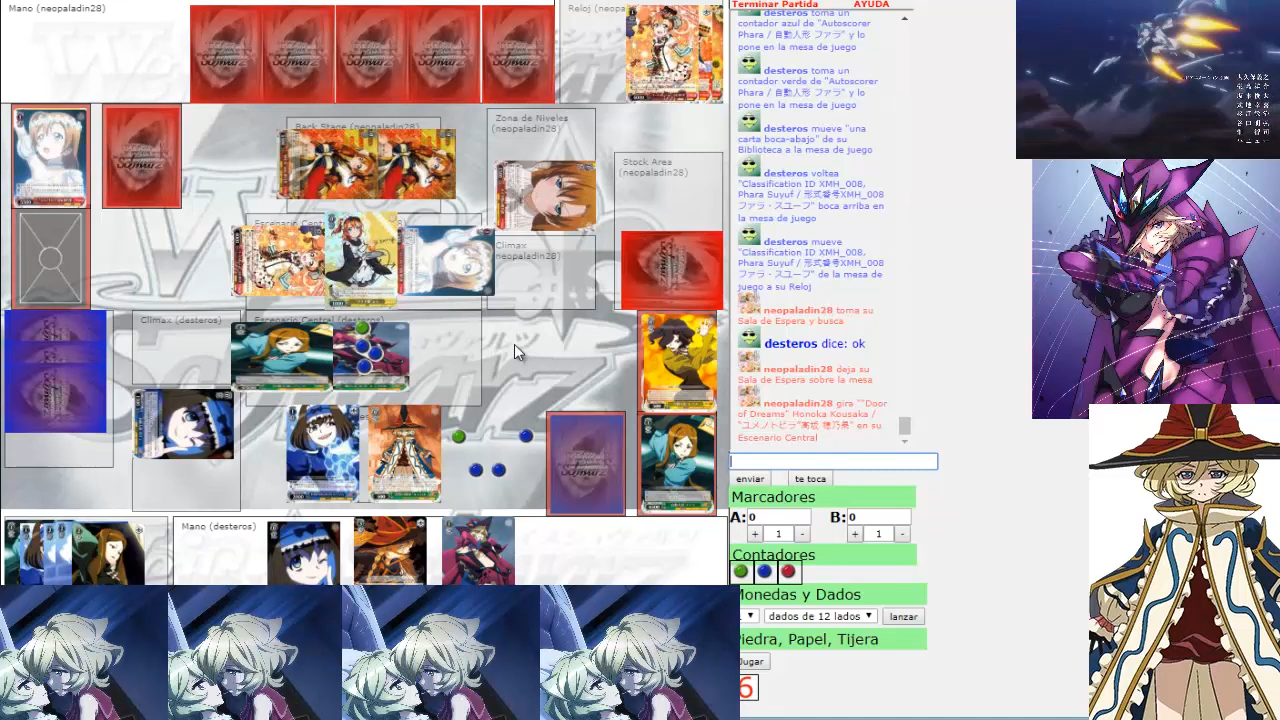 Mano (neopaladin28)
Reloj (neopa
Back Stage (neopaladin28)
Zona de Niveles
(neopaladin28)
Stock Area
(neopaladin28)
Escenario Cent
Climax
neopaladin28)
Climax (desteros)
Escenario Central (desteros)
Mano (desteros)
Terminar Partida AYUDA
desteros toma un
contador azul de "Autoscorer
Phara / 自動人形 ファラ" y lo
pone en la mesa de juego
desteros toma un
contador verde de "Autoscorer
Phara / 自動人形 ファラ" y lo
pone en la mesa de juego
desteros mueve "una
carta boca-abajo" de su
Biblioteca a la mesa de
juego
desteros voltea
"Classification ID XMH_008,
Phara Suyuf / 形式番号XMH_008
ファラ・スユーフ" boca arriba en
la mesa de juego
desteros mueve
"Classification ID XMH_008,
Phara Suyuf / 形式番号XMH_008
ファラ・スユーフ" de la mesa de
juego a su Reloj
neopaladin28 toma su
Sala de Espera y busca
desteros dice: ok
neopaladin28 deja su
Sala de Espera sobre la mesa
neopaladin28 gira ""Door
of Dreams" Honoka Kousaka /
"ユメノトビラ"高坂 穂乃果" en su
Escenario Central
enviar te toca
Marcadores
A: 0 B: 0
+ 1 - + 1 -
Contadores
Monedas y Dados
dados de 12 lados lanzar
Piedra, Papel, Tijera
Jugar
6